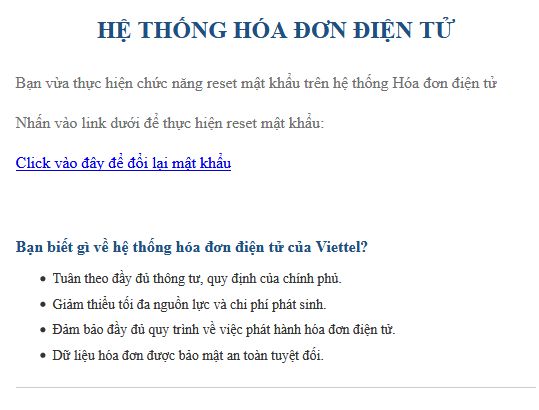 HỆ THỐNG HÓA ĐƠN ĐIỆN TỬ
Bạn vừa thực hiện chức năng reset mật khẩu trên hệ thống Hóa đơn điện tử
Nhấn vào link dưới để thực hiện reset mật khẩu:
Click vào đây để đổi lại mật khẩu
Bạn biết gì về hệ thống hóa đơn điện tử của Viettel?
• Tuân theo đầy đủ thông tư, quy định của chính phủ.
• Giảm thiểu tối đa nguồn lực và chi phí phát sinh.
• Đảm bảo đầy đủ quy trình về việc phát hành hóa đơn điện tử.
• Dữ liệu hóa đơn được bảo mật an toàn tuyệt đối.